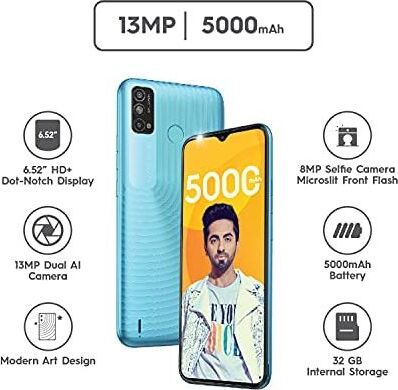 13MP | 5000mAh
6.52"
6.52" HD+
Dot-Notch Display
13MP Dual AI
Camera
Modern Art Design
5000
mAh
8MP Selfie Camera
Microslit Front Flash
5000mAh
Battery
32 GB
Internal Storage